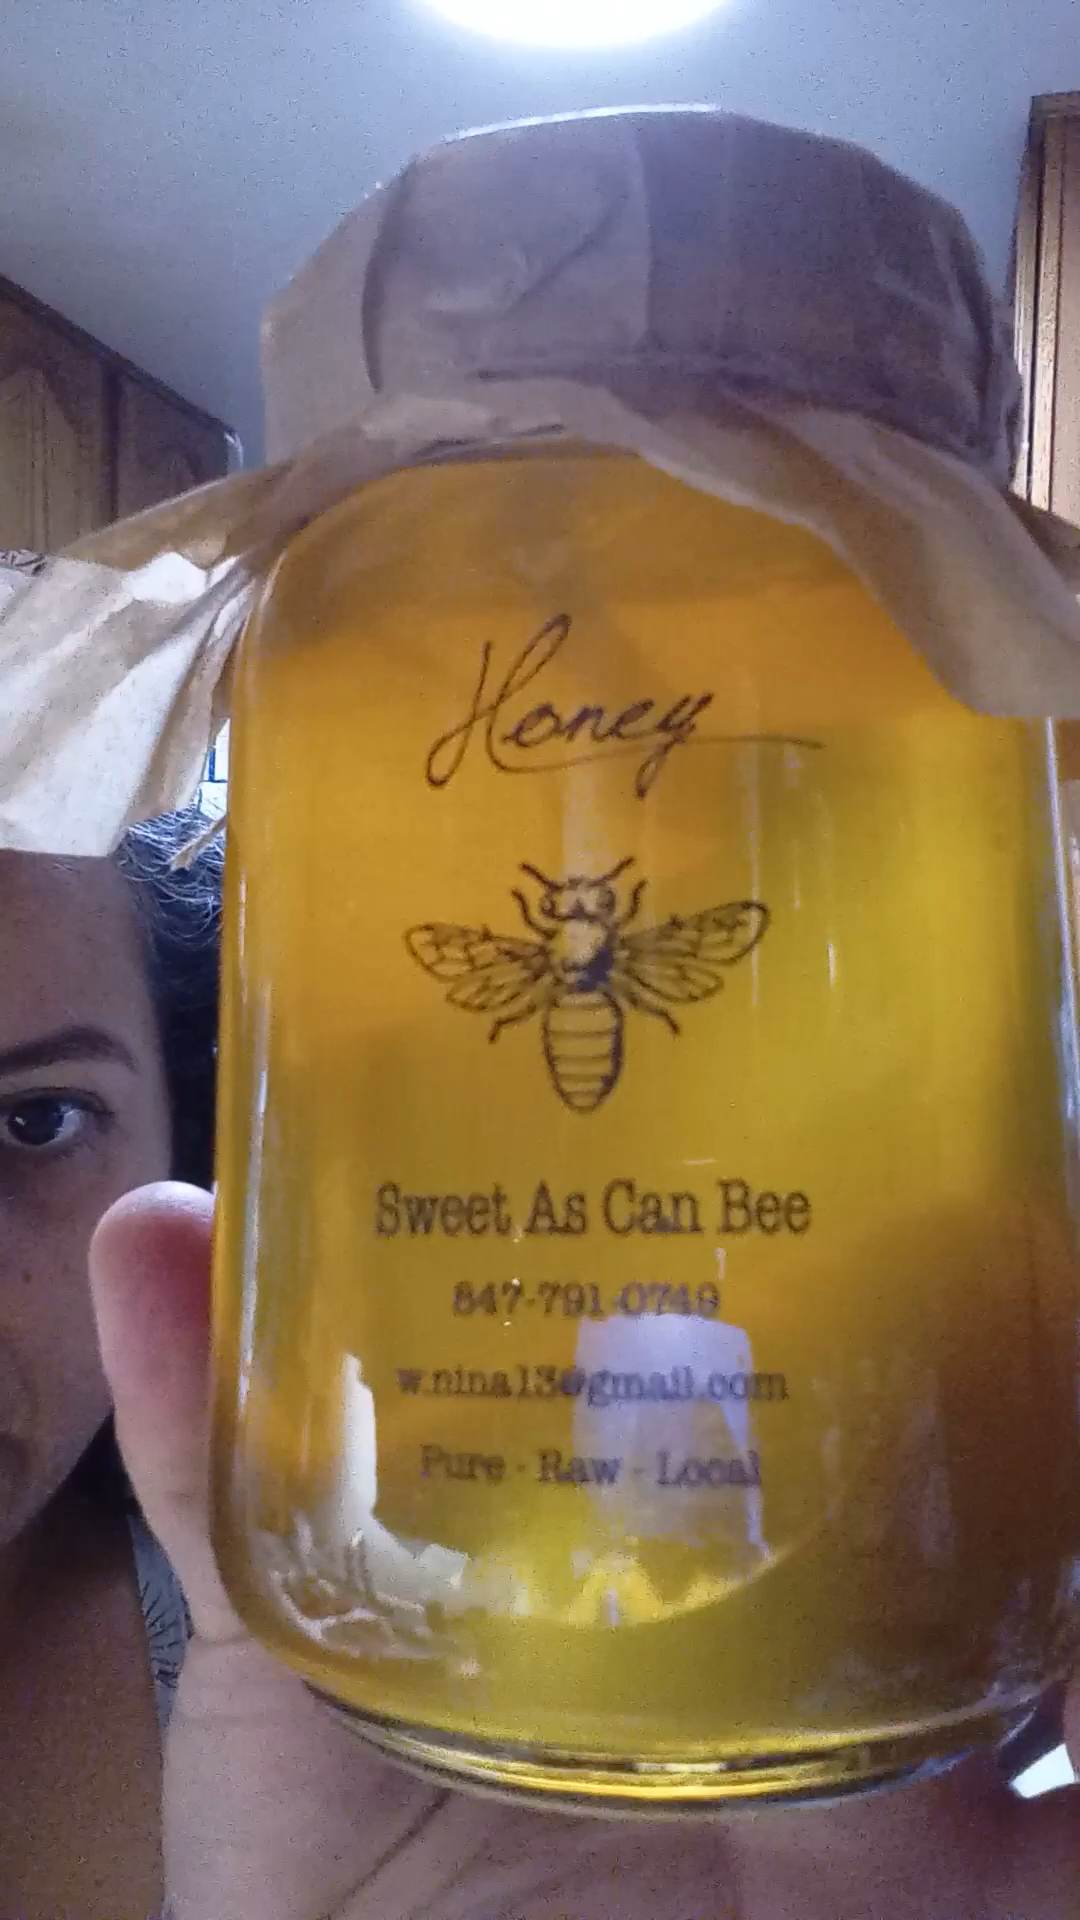 Honey
Sweet As Can Bee
847-791-0749
w.nina13@gmail.com
Pure · Raw · Local